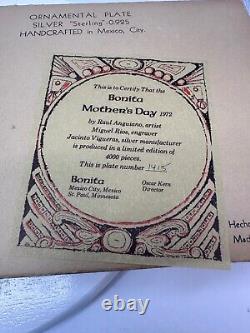 ORNAMENTAL PLATE
SILVER "Sterling" 0.925
HANDCRAFTED in Mexico, City.
This is to Certify That the
Bonita
Mother's Day 1972
by Raul Anguiano, artist
Miguel Rios, engraver
Jacinto Vigueras, silver manufacturer
is produced in a limited edition of
4000 pieces.
This is plate number 1415
Bonita
Mexico City, Mexico
St. Paul, Minnesota
Oscar Kern
Director
Hecho
Mad